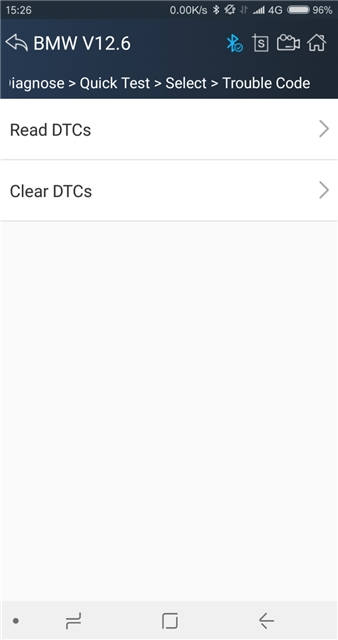 15:26 0.00K/s 4G 96%
BMW V12.6 S
iagnose > Quick Test > Select > Trouble Code
Read DTCs
Clear DTCs